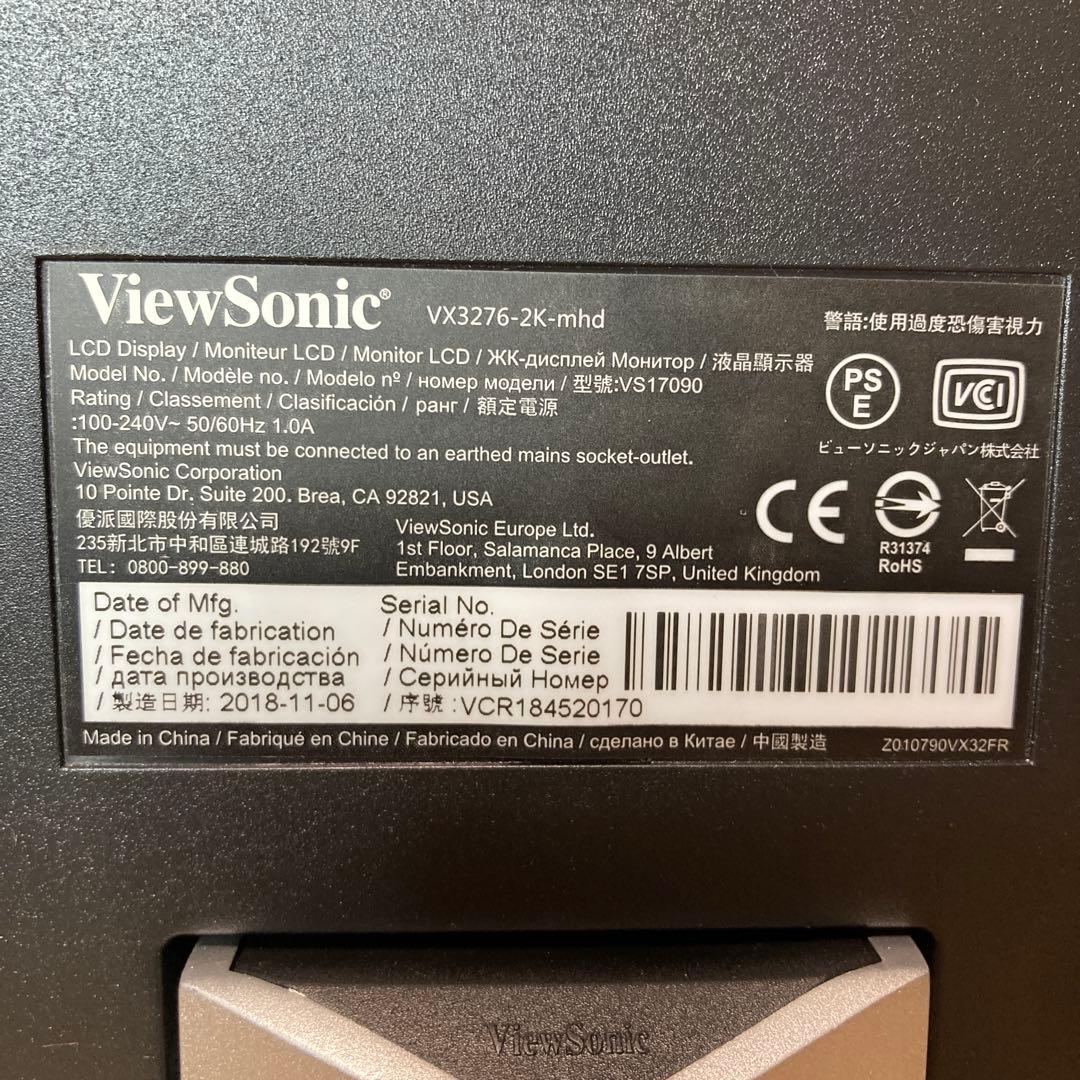 ViewSonic® VX3276-2K-mhd
警語:使用過度恐傷害視力
LCD Display / Moniteur LCD / Monitor LCD / ЖК-дисплей Монитор / 液晶顯示器
Model No. / Modèle no. / Modelo nº / номер модели / 型號:VS17090
Rating / Classement / Clasificación / ранг / 額定電源
:100-240V~ 50/60Hz 1.0A
The equipment must be connected to an earthed mains socket-outlet.
ViewSonic Corporation
10 Pointe Dr. Suite 200. Brea, CA 92821, USA
優派國際股份有限公司
235新北市中和區連城路192號9F
TEL: 0800-899-880
ViewSonic Europe Ltd.
1st Floor, Salamanca Place, 9 Albert
Embankment, London SE1 7SP, United Kingdom
PS
E
VCI
ビューソニックジャパン株式会社
CE
R31374
RoHS
Date of Mfg.
/ Date de fabrication
/ Fecha de fabricación
/ дата производства
/ 製造日期: 2018-11-06
Serial No.
/ Numéro De Série
/ Número De Serie
/ Серийный Номер
/ 序號 :VCR184520170
Made in China / Fabriqué en Chine / Fabricado en China / сделано в Китае / 中國製造
Z010790VX32FR
ViewSonic